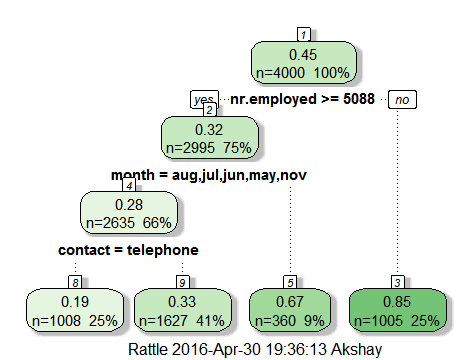 1
0.45
n=4000 100%
yes nr.employed >= 5088 no
2
0.32
n=2995 75%
month = aug,jul,jun,may,nov
4
0.28
n=2635 66%
contact = telephone
8 9 5 3
0.19 0.33 0.67 0.85
n=1008 25% n=1627 41% n=360 9% n=1005 25%
Rattle 2016-Apr-30 19:36:13 Akshay